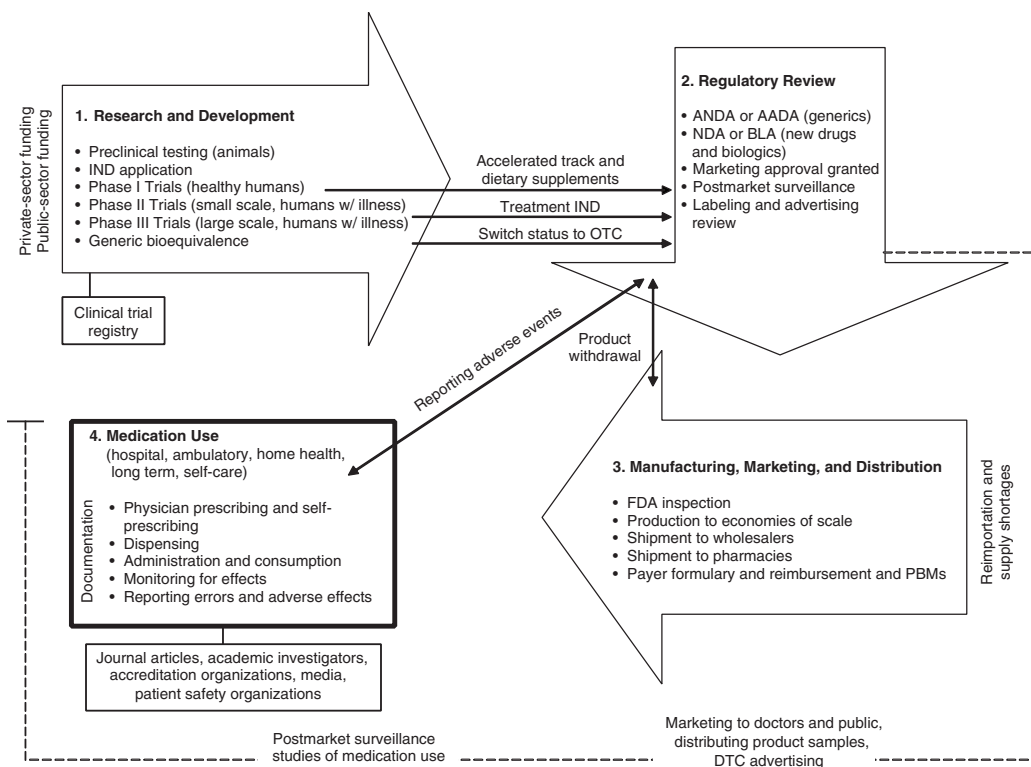 Private-sector funding
Public-sector funding
1. Research and Development
• Preclinical testing (animals)
• IND application
• Phase I Trials (healthy humans)
• Phase II Trials (small scale, humans w/ illness)
• Phase III Trials (large scale, humans w/ illness)
• Generic bioequivalence
Clinical trial
registry
Accelerated track and
dietary supplements
Treatment IND
Switch status to OTC
2. Regulatory Review
• ANDA or AADA (generics)
• NDA or BLA (new drugs
and biologics)
• Marketing approval granted
• Postmarket surveillance
• Labeling and advertising
review
Reporting adverse events
Product
withdrawal
3. Manufacturing, Marketing, and Distribution
• FDA inspection
• Production to economies of scale
• Shipment to wholesalers
• Shipment to pharmacies
• Payer formulary and reimbursement and PBMs
Reimportation and
supply shortages
4. Medication Use
(hospital, ambulatory, home health,
long term, self-care)
Documentation
• Physician prescribing and self-
prescribing
• Dispensing
• Administration and consumption
• Monitoring for effects
• Reporting errors and adverse effects
Journal articles, academic investigators,
accreditation organizations, media,
patient safety organizations
Postmarket surveillance
studies of medication use
Marketing to doctors and public,
distributing product samples,
DTC advertising